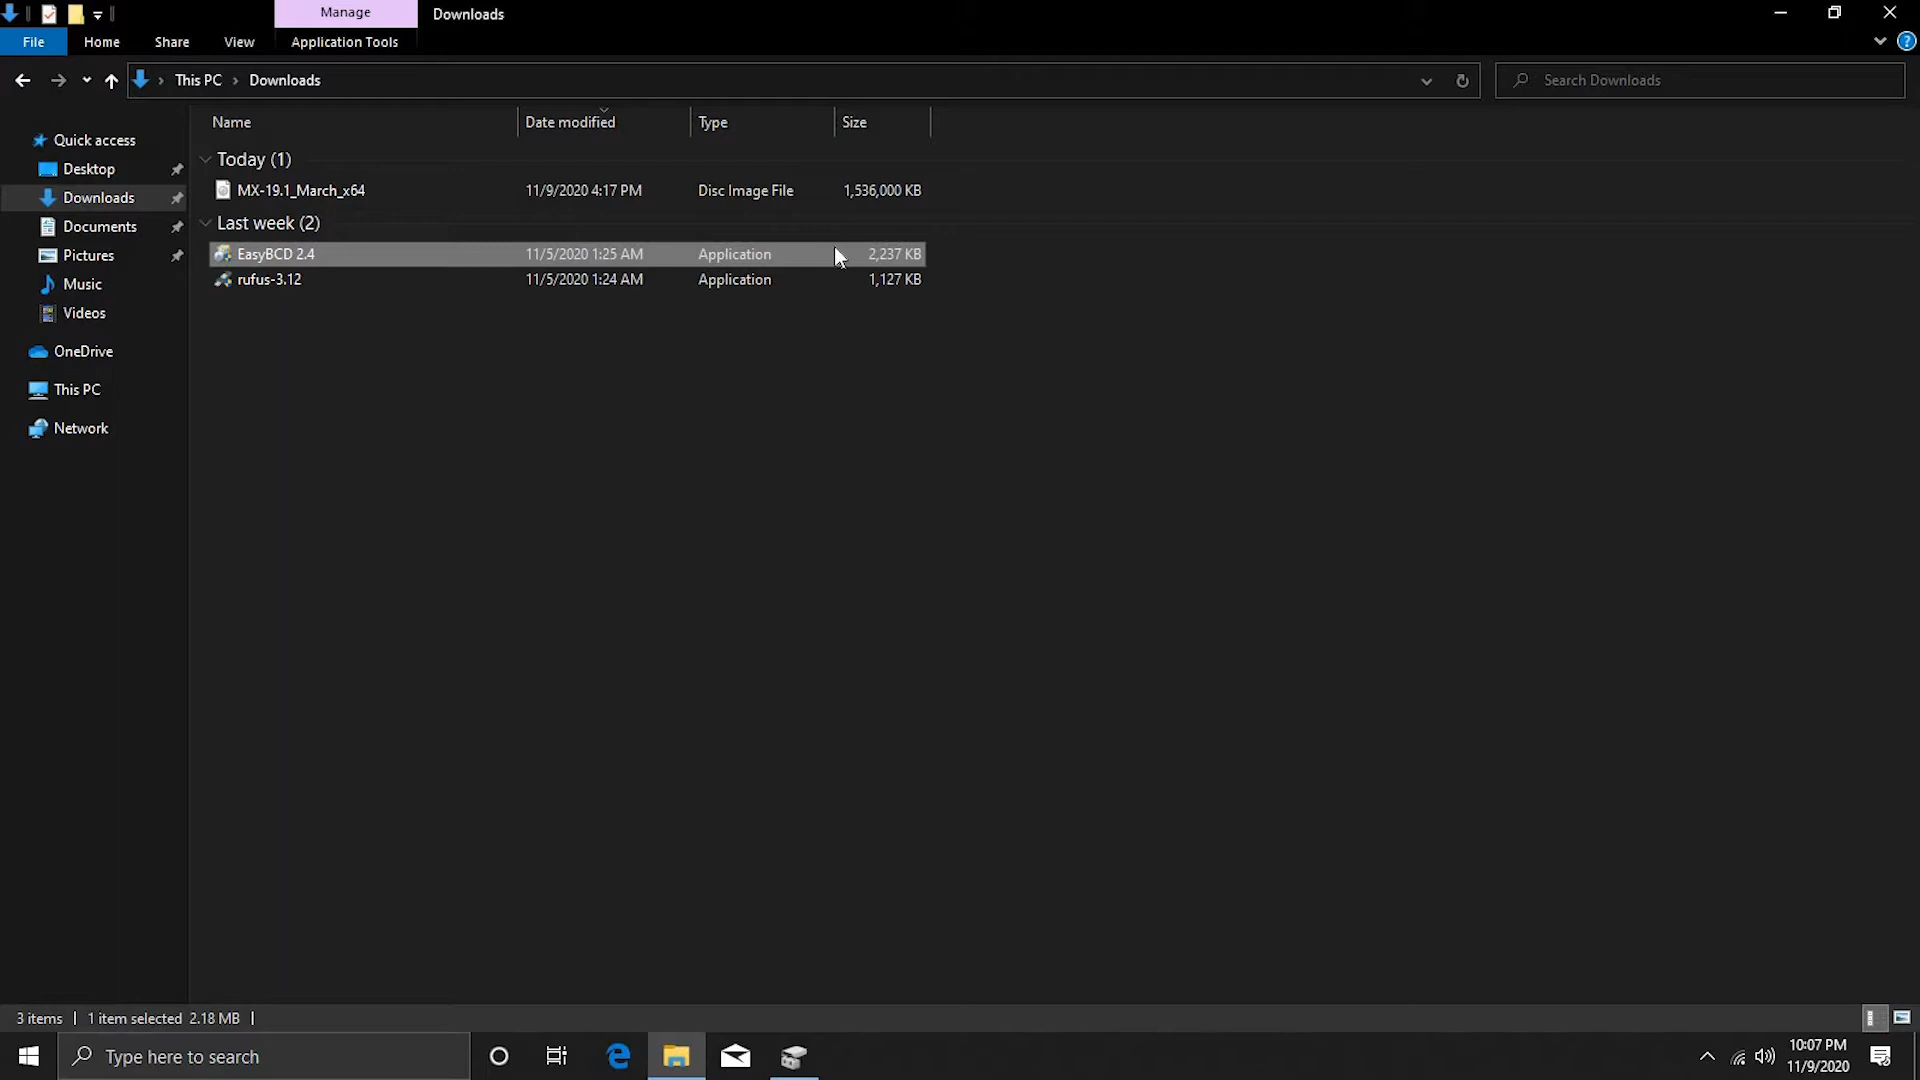 Manage
Downloads
File
Home
Share
View
Application Tools
This PC
Downloads
Search Downloads
Name
Date modified
Type
Size
Quick access
Desktop
Downloads
Documents
Pictures
Music
Videos
OneDrive
This PC
Network
Today (1)
MX-19.1_March_x64 11/9/2020 4:17 PM Disc Image File 1,536,000 KB
Last week (2)
EasyBCD 2.4 11/5/2020 1:25 AM Application 2,237 KB
rufus-3.12 11/5/2020 1:24 AM Application 1,127 KB
3 items 1 item selected 2.18 MB
Type here to search
10:07 PM
11/9/2020